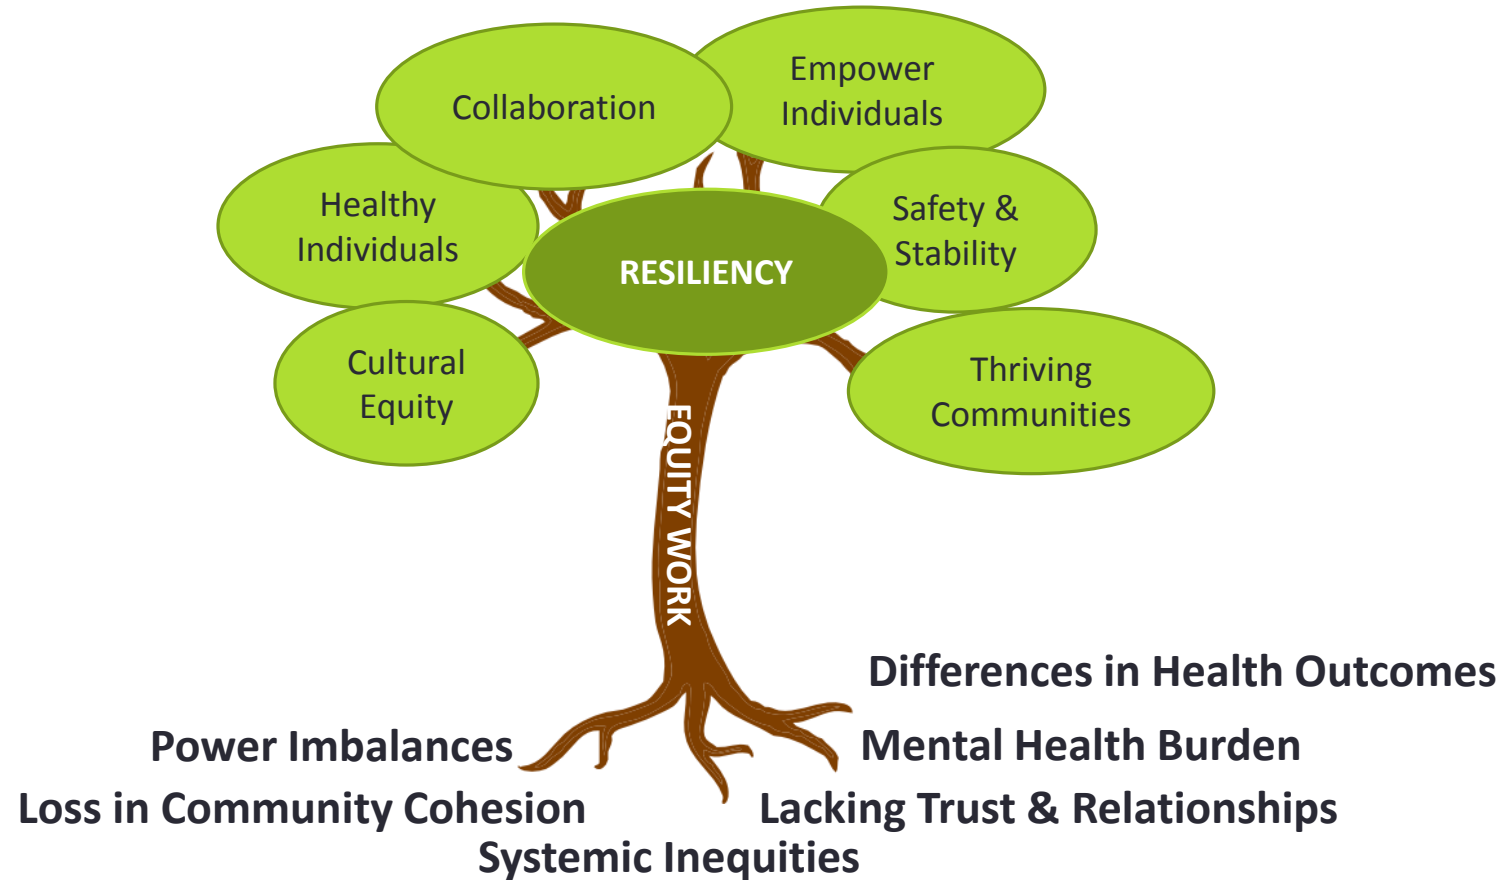 Collaboration
Empower
Individuals
Healthy
Individuals
Safety &
Stability
RESILIENCY
Cultural
Equity
Thriving
Communities
EQUITY WORK
Differences in Health Outcomes
Power Imbalances
Mental Health Burden
Loss in Community Cohesion
Lacking Trust & Relationships
Systemic Inequities